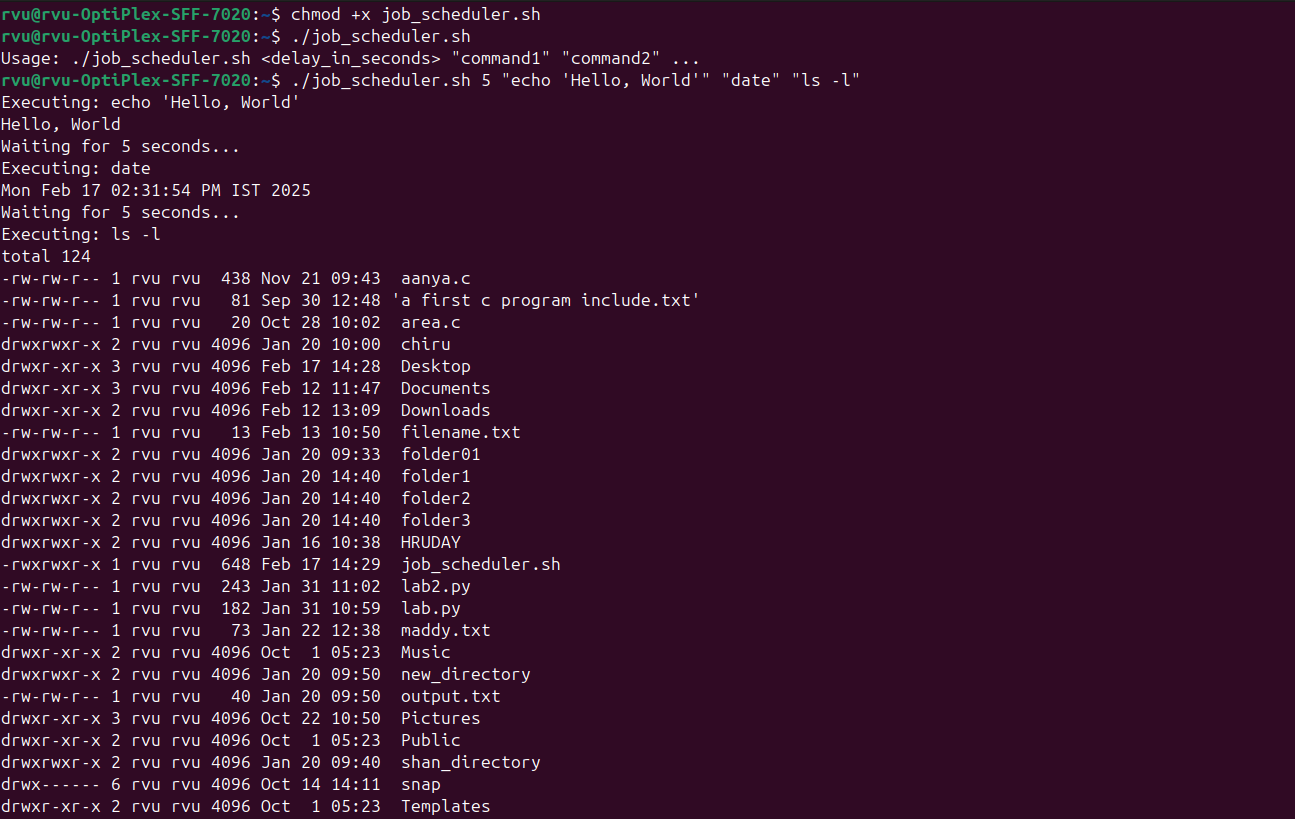 rvu@rvu-OptiPlex-SFF-7020:~$ chmod +x job_scheduler.sh
rvu@rvu-OptiPlex-SFF-7020:~$ ./job_scheduler.sh
Usage: ./job_scheduler.sh <delay_in_seconds> "command1" "command2" ...
rvu@rvu-OptiPlex-SFF-7020:~$ ./job_scheduler.sh 5 "echo 'Hello, World'" "date" "ls -l"
Executing: echo 'Hello, World'
Hello, World
Waiting for 5 seconds...
Executing: date
Mon Feb 17 02:31:54 PM IST 2025
Waiting for 5 seconds...
Executing: ls -l
total 124
-rw-rw-r-- 1 rvu rvu  438 Nov 21 09:43  aanya.c
-rw-rw-r-- 1 rvu rvu   81 Sep 30 12:48 'a first c program include.txt'
-rw-rw-r-- 1 rvu rvu   20 Oct 28 10:02  area.c
drwxrwxr-x 2 rvu rvu 4096 Jan 20 10:00  chiru
drwxr-xr-x 3 rvu rvu 4096 Feb 17 14:28  Desktop
drwxr-xr-x 3 rvu rvu 4096 Feb 12 11:47  Documents
drwxr-xr-x 2 rvu rvu 4096 Feb 12 13:09  Downloads
-rw-rw-r-- 1 rvu rvu   13 Feb 13 10:50  filename.txt
drwxrwxr-x 2 rvu rvu 4096 Jan 20 09:33  folder01
drwxrwxr-x 2 rvu rvu 4096 Jan 20 14:40  folder1
drwxrwxr-x 2 rvu rvu 4096 Jan 20 14:40  folder2
drwxrwxr-x 2 rvu rvu 4096 Jan 20 14:40  folder3
drwxrwxr-x 2 rvu rvu 4096 Jan 16 10:38  HRUDAY
-rwxrwxr-x 1 rvu rvu  648 Feb 17 14:29  job_scheduler.sh
-rw-rw-r-- 1 rvu rvu  243 Jan 31 11:02  lab2.py
-rw-rw-r-- 1 rvu rvu  182 Jan 31 10:59  lab.py
-rw-rw-r-- 1 rvu rvu   73 Jan 22 12:38  maddy.txt
drwxr-xr-x 2 rvu rvu 4096 Oct  1 05:23  Music
drwxrwxr-x 2 rvu rvu 4096 Jan 20 09:50  new_directory
-rw-rw-r-- 1 rvu rvu   40 Jan 20 09:50  output.txt
drwxr-xr-x 3 rvu rvu 4096 Oct 22 10:50  Pictures
drwxr-xr-x 2 rvu rvu 4096 Oct  1 05:23  Public
drwxrwxr-x 2 rvu rvu 4096 Jan 20 09:40  shan_directory
drwx------ 6 rvu rvu 4096 Oct 14 14:11  snap
drwxr-xr-x 2 rvu rvu 4096 Oct  1 05:23  Templates